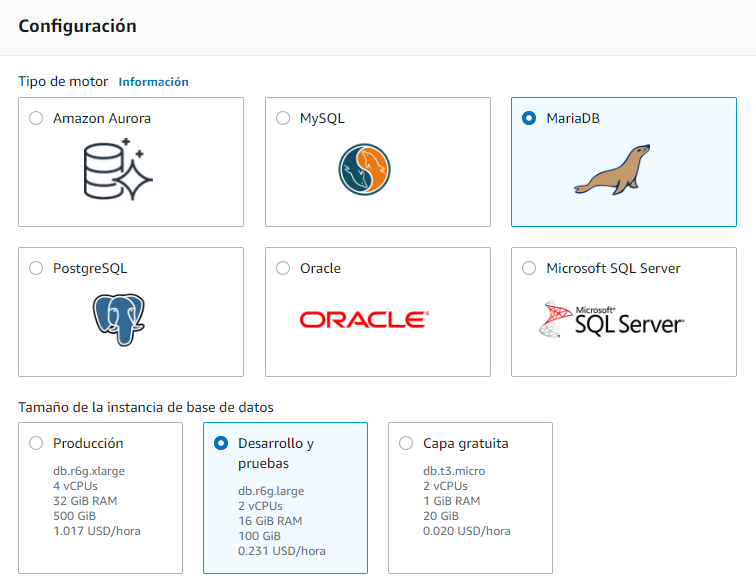 Configuración
Tipo de motor Información
Amazon Aurora
MySQL
MariaDB
PostgreSQL
Oracle
ORACLE®
Microsoft SQL Server
Microsoft®
SQL Server
Tamaño de la instancia de base de datos
Producción
db.r6g.xlarge
4 vCPUs
32 GiB RAM
500 GiB
1.017 USD/hora
Desarrollo y
pruebas
db.r6g.large
2 vCPUs
16 GiB RAM
100 GiB
0.231 USD/hora
Capa gratuita
db.t3.micro
2 vCPUs
1 GiB RAM
20 GiB
0.020 USD/hora